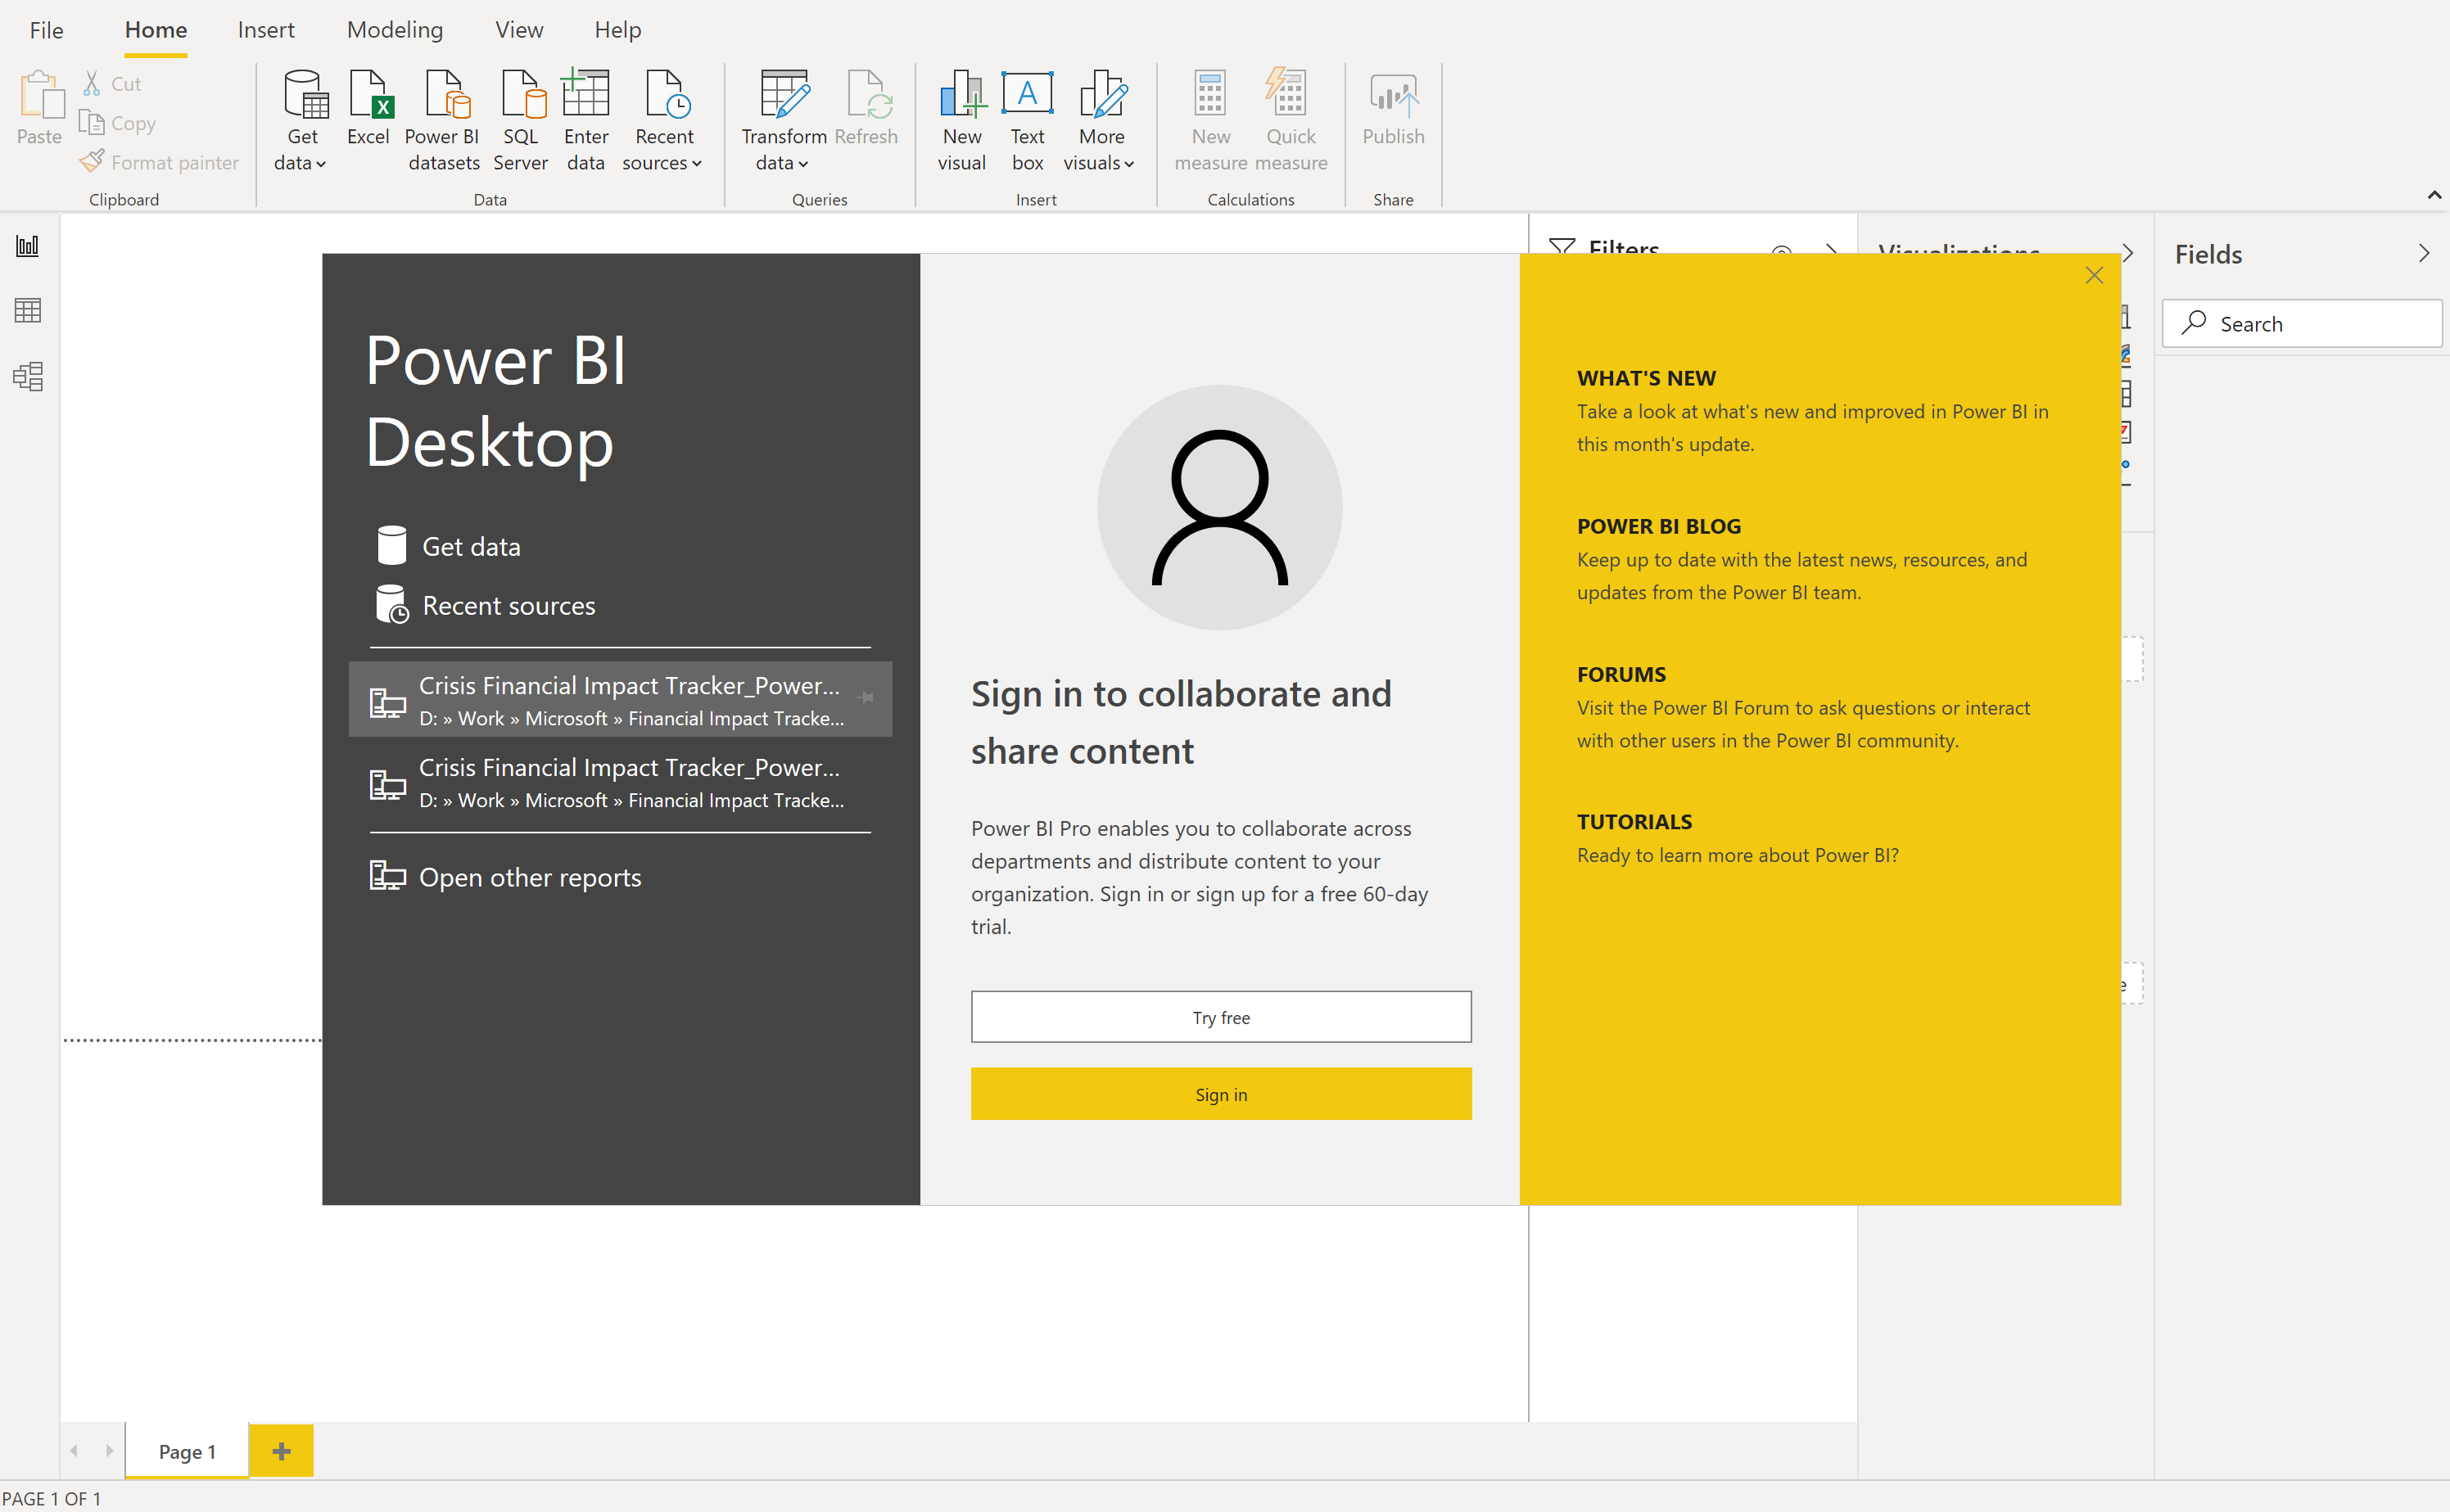 File Home Insert Modeling View Help
Paste
Cut
Copy
Format painter
Clipboard
Get data
Excel
Power BI datasets
SQL Server
Enter data
Recent sources
Data
Transform data
Refresh
Queries
New visual
Text box
More visuals
Insert
New measure
Quick measure
Calculations
Publish
Share
Filters
Visualizations
Fields
Search
Power BI
Desktop
Get data
Recent sources
Crisis Financial Impact Tracker_Power...
D: » Work » Microsoft » Financial Impact Tracke...
Crisis Financial Impact Tracker_Power...
D: » Work » Microsoft » Financial Impact Tracke...
Open other reports
Sign in to collaborate and
share content
Power BI Pro enables you to collaborate across
departments and distribute content to your
organization. Sign in or sign up for a free 60-day
trial.
Try free
Sign in
WHAT'S NEW
Take a look at what's new and improved in Power BI in
this month's update.
POWER BI BLOG
Keep up to date with the latest news, resources, and
updates from the Power BI team.
FORUMS
Visit the Power BI Forum to ask questions or interact
with other users in the Power BI community.
TUTORIALS
Ready to learn more about Power BI?
Page 1
PAGE 1 OF 1